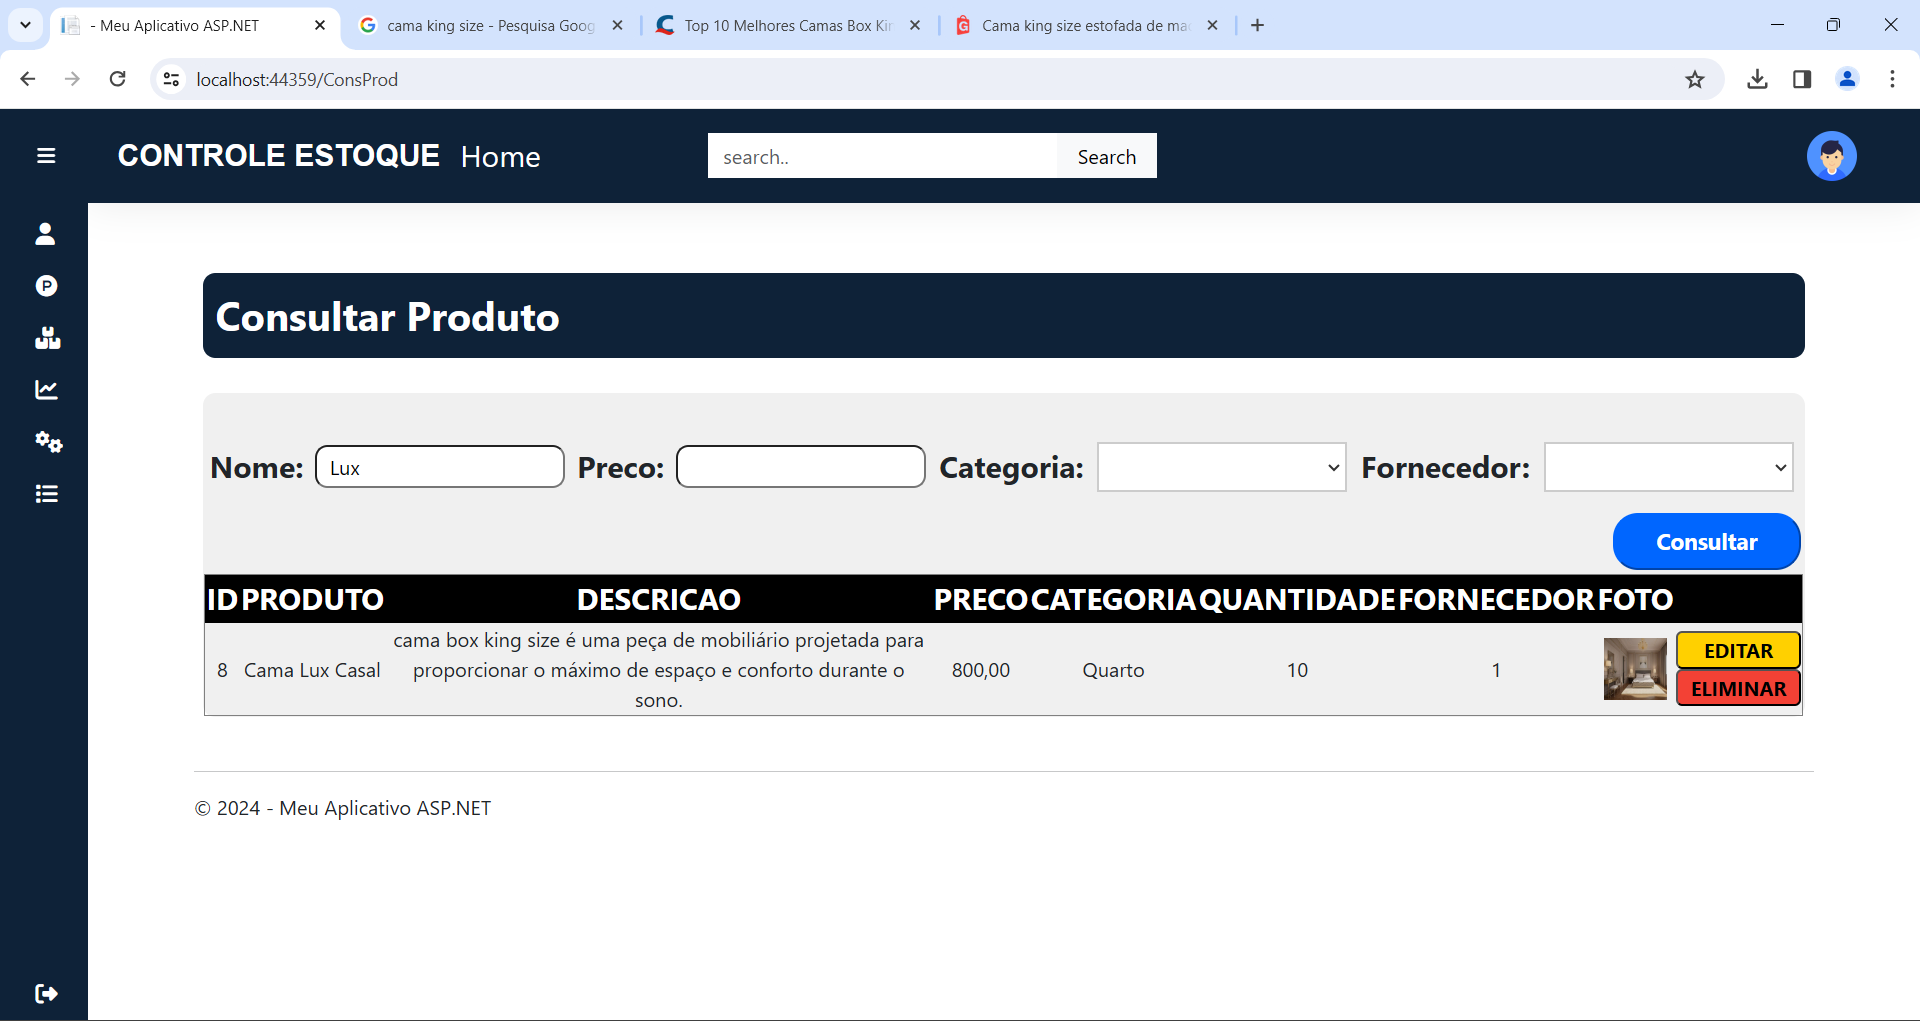 - Meu Aplicativo ASP.NET
cama king size - Pesquisa Goog
Top 10 Melhores Camas Box Kin
Cama king size estofada de ma
localhost:44359/ConsProd
CONTROLE ESTOQUE Home
search.. Search
P
Consultar Produto
Nome: Lux Preco: Categoria: Fornecedor:
Consultar
ID PRODUTO DESCRICAO PRECO CATEGORIA QUANTIDADE FORNECEDOR FOTO
cama box king size é uma peça de mobiliário projetada para
8 Cama Lux Casal proporcionar o máximo de espaço e conforto durante o 800,00 Quarto 10 1
sono.
EDITAR
ELIMINAR
© 2024 - Meu Aplicativo ASP.NET